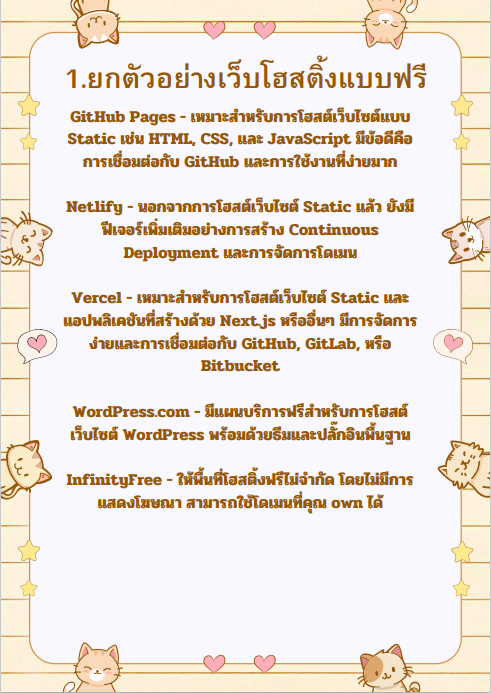 1.ยกตัวอย่างเว็บโฮสติ้งแบบฟรี
GitHub Pages - เหมาะสำหรับการโฮสต์เว็บไซต์แบบ
Static เช่น HTML, CSS, และ JavaScript มีข้อดีคือ
การเชื่อมต่อกับ GitHub และการใช้งานที่ง่ายมาก
Netlify - นอกจากการโฮสต์เว็บไซต์ Static แล้ว ยังมี
ฟีเจอร์เพิ่มเติมอย่างการสร้าง Continuous
Deployment และการจัดการโดเมน
Vercel - เหมาะสำหรับการโฮสต์เว็บไซต์ Static และ
แอปพลิเคชันที่สร้างด้วย Next.js หรืออื่นๆ มีการจัดการ
ง่ายและการเชื่อมต่อกับ GitHub, GitLab, หรือ
Bitbucket
WordPress.com - มีแผนบริการฟรีสำหรับการโฮสต์
เว็บไซต์ WordPress พร้อมด้วยธีมและปลั๊กอินพื้นฐาน
InfinityFree - ให้พื้นที่โฮสติ้งฟรีไม่จำกัด โดยไม่มีการ
แสดงโฆษณา สามารถใช้โดเมนที่คุณ own ได้